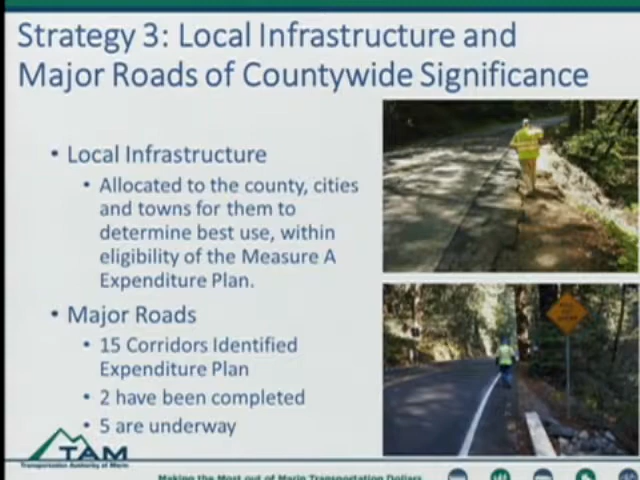 Strategy 3: Local Infrastructure and
Major Roads of Countywide Significance
• Local Infrastructure
• Allocated to the county, cities
and towns for them to
determine best use, within
eligibility of the Measure A
Expenditure Plan.
• Major Roads
• 15 Corridors Identified
Expenditure Plan
• 2 have been completed
• 5 are underway
TAM
Transportation Authority of Marin
Making the Most out of Marin Transportation Dollars